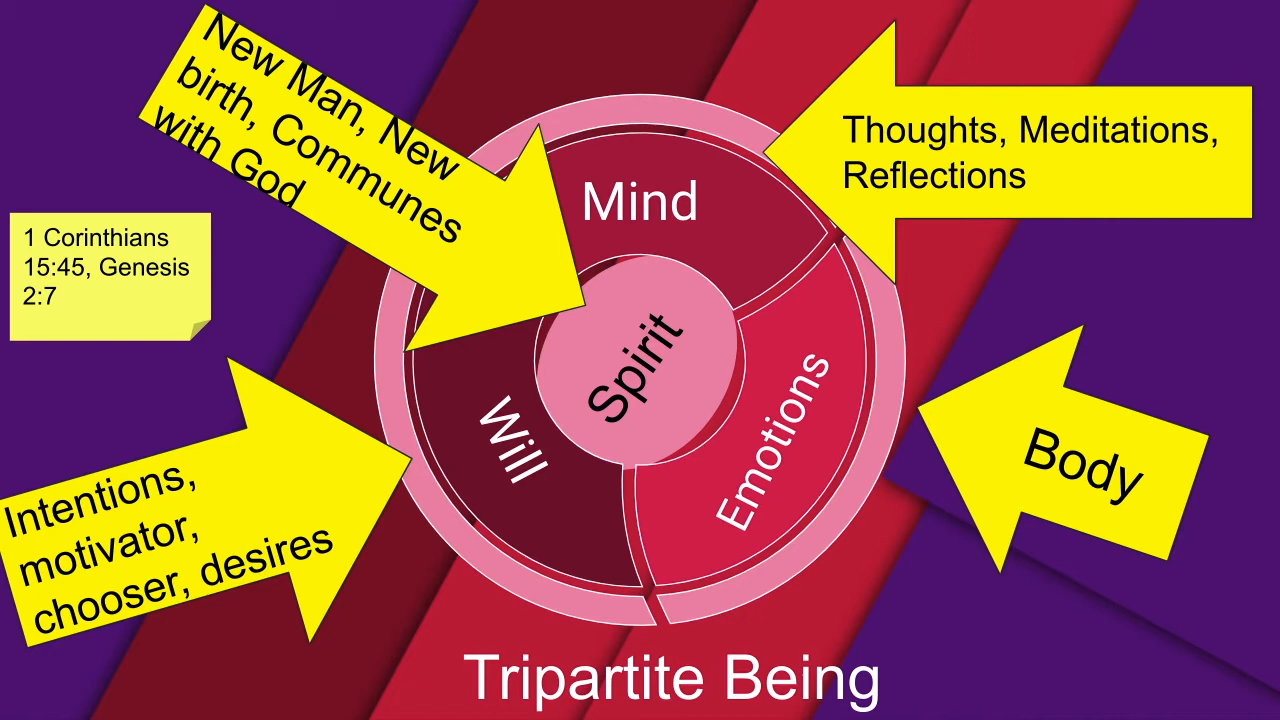 New Man, New
birth, Communes
with God
Thoughts, Meditations,
Reflections
Mind
1 Corinthians
15:45, Genesis
2:7
Spirit
Will
Emotions
Body
Intentions,
motivator,
chooser, desires
Tripartite Being